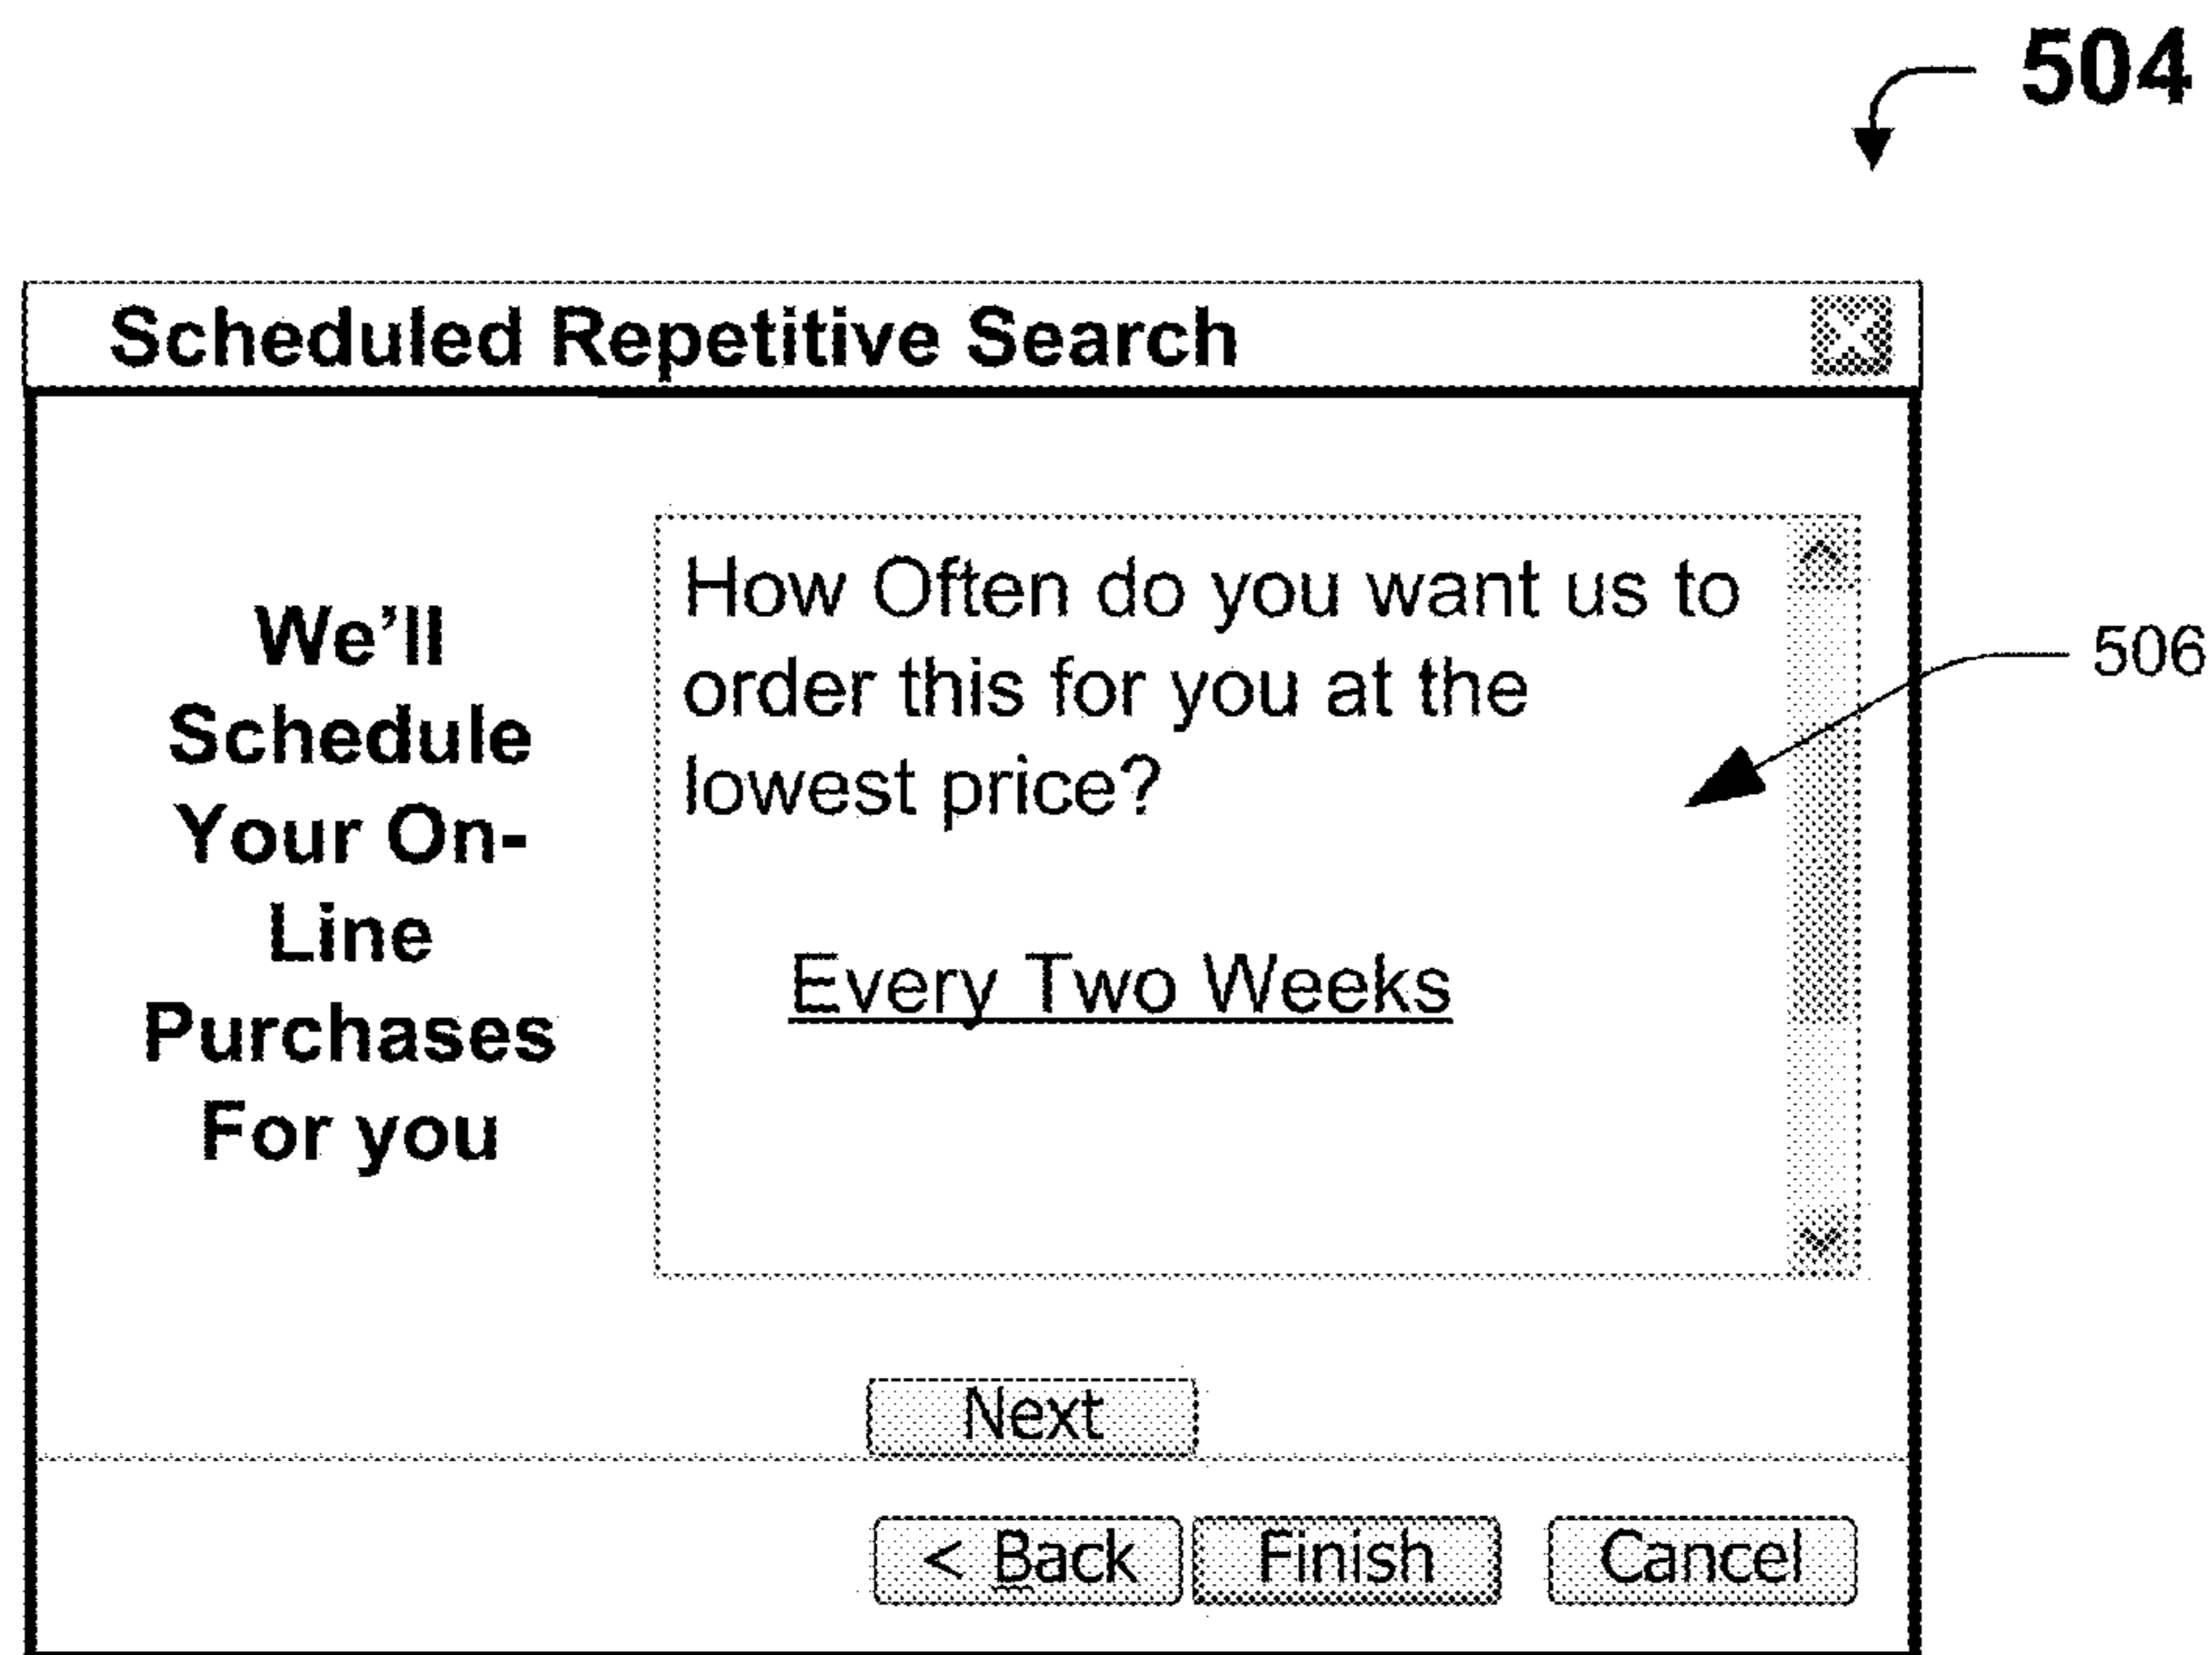 504
Scheduled Repetitive Search
We'll
Schedule
Your On-
Line
Purchases
For you
How Often do you want us to
order this for you at the
lowest price?
Every Two Weeks
506
Next
< Back
Finish
Cancel